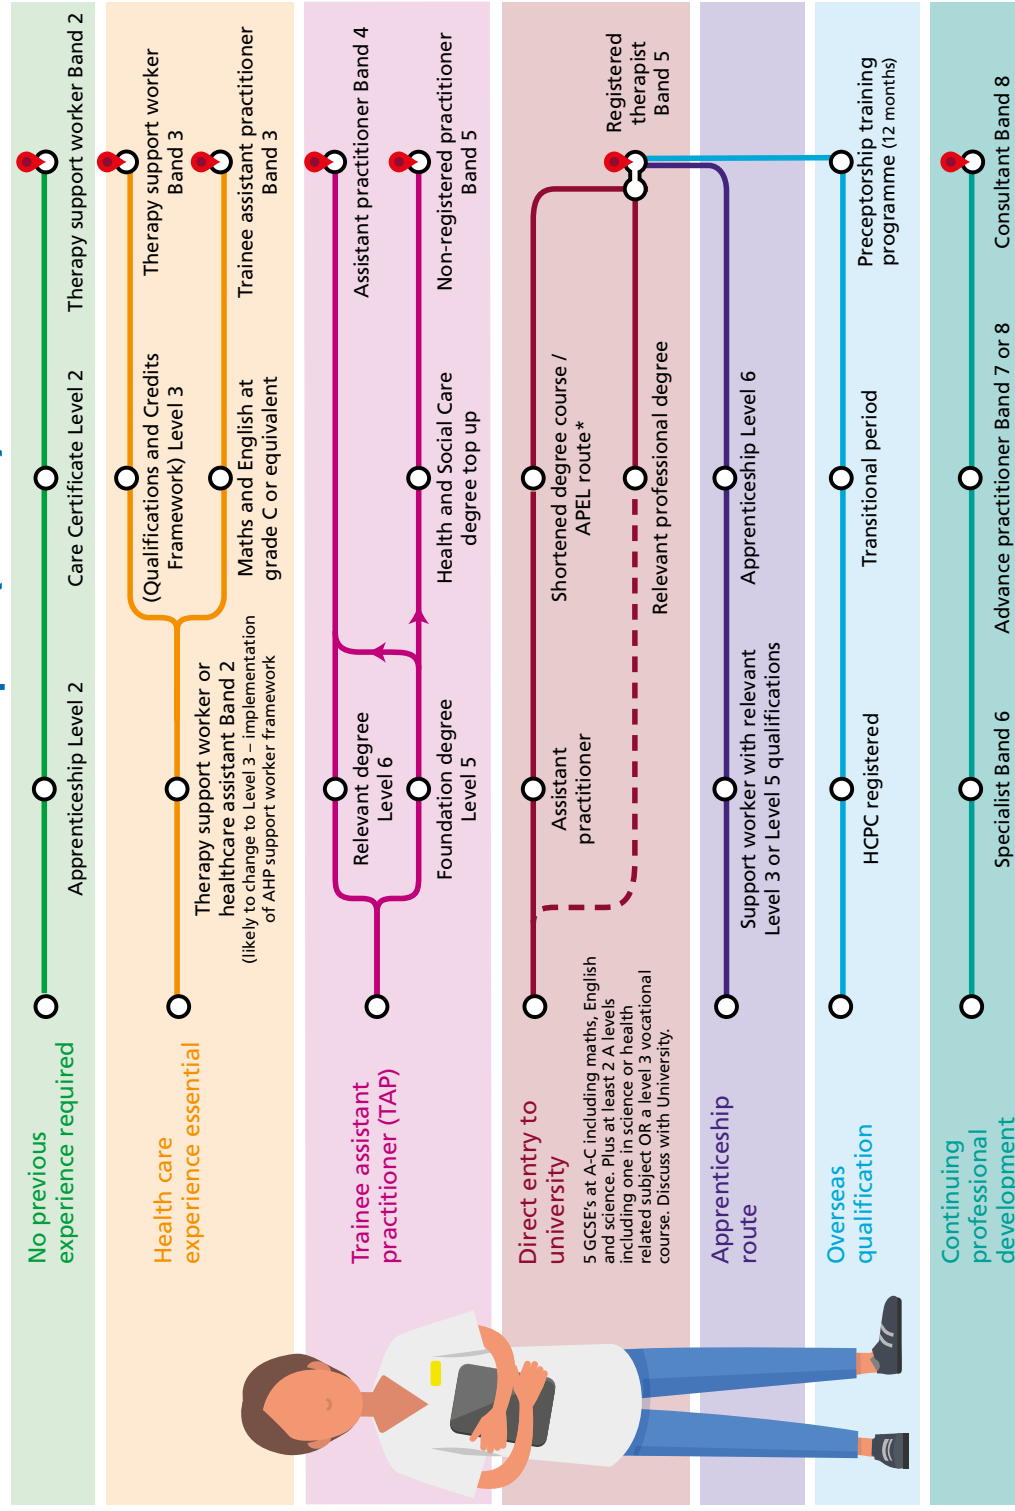 No previous
experience required
Apprenticeship Level 2
Care Certificate Level 2
Therapy support worker Band 2
Health care
experience essential
Therapy support worker or
healthcare assistant Band 2
(likely to change to Level 3 – implementation
of AHP support worker framework
(Qualifications and Credits
Framework) Level 3
Therapy support worker
Band 3
Maths and English at
grade C or equivalent
Trainee assistant practitioner
Band 3
Trainee assistant
practitioner (TAP)
Relevant degree
Level 6
Assistant practitioner Band 4
Foundation degree
Level 5
Health and Social Care
degree top up
Non-registered practitioner
Band 5
Direct entry to
university
5 GCSE's at A-C including maths, English
and science. Plus at least 2 A levels
including one in science or health
related subject OR a level 3 vocational
course. Discuss with University.
Assistant
practitioner
Shortened degree course /
APEL route*
Relevant professional degree
Registered
therapist
Band 5
Apprenticeship
route
Support worker with relevant
Level 3 or Level 5 qualifications
Apprenticeship Level 6
Overseas
qualification
HCPC registered
Transitional period
Preceptorship training
programme (12 months)
Continuing
professional
development
Specialist Band 6
Advance practitioner Band 7 or 8
Consultant Band 8